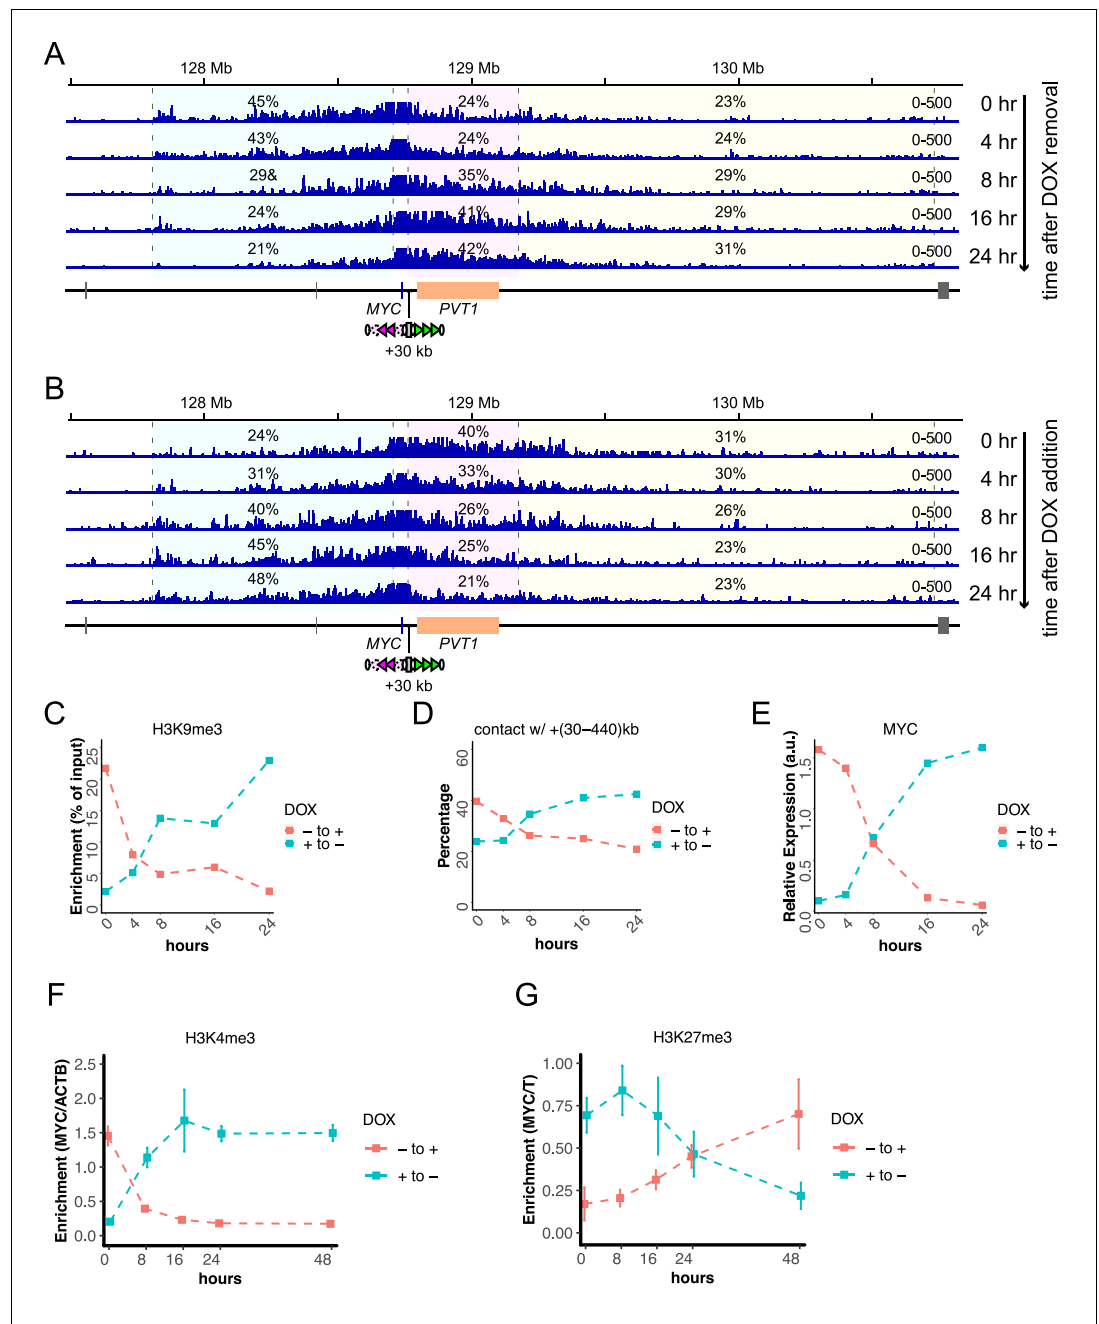 A
128 Mb 129 Mb 130 Mb
45% 24% 23% 0-500 0 hr
43% 24% 24% 0-500 4 hr
29& 35% 29% 0-500 8 hr
24% 41% 29% 0-500 16 hr
21% 42% 31% 0-500 24 hr
time after DOX removal
MYC PVT1
+30 kb
B
128 Mb 129 Mb 130 Mb
24% 40% 31% 0-500 0 hr
31% 33% 30% 0-500 4 hr
40% 26% 26% 0-500 8 hr
45% 25% 23% 0-500 16 hr
48% 21% 23% 0-500 24 hr
time after DOX addition
MYC PVT1
+30 kb
C
H3K9me3
Enrichment (% of input)
0 5 10 15 20 25
0 4 8 16 24
hours
DOX
– to +
+ to –
D
contact w/ +(30–440)kb
Percentage
0 20 40 60
0 4 8 16 24
hours
DOX
– to +
+ to –
E
MYC
Relative Expression (a.u.)
0.0 0.5 1.0 1.5
0 4 8 16 24
hours
DOX
– to +
+ to –
F
H3K4me3
Enrichment (MYC/ACTB)
2.5
2.0
1.5
1.0
0.5
0.0
0 8 16 24 48
hours
DOX
– to +
+ to –
G
H3K27me3
Enrichment (MYC/T)
1.00
0.75
0.50
0.25
0.00
0 8 16 24 48
hours
DOX
– to +
+ to –